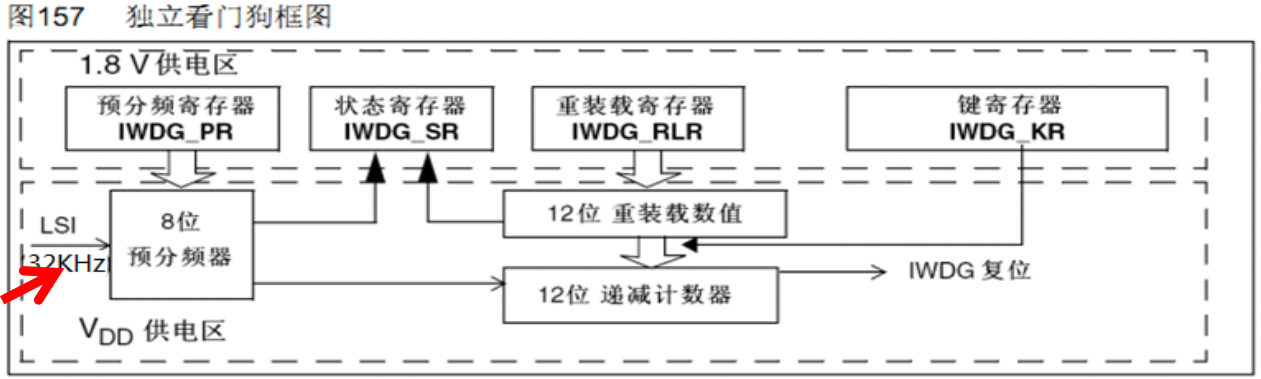 图157 独立看门狗框图
1.8 V供电区
预分频寄存器
IWDG_PR
状态寄存器
IWDG_SR
重装载寄存器
IWDG_RLR
键寄存器
IWDG_KR
LSI
(32KHz)
8位
预分频器
12位 重装载数值
12位 递减计数器
IWDG 复位
VDD 供电区